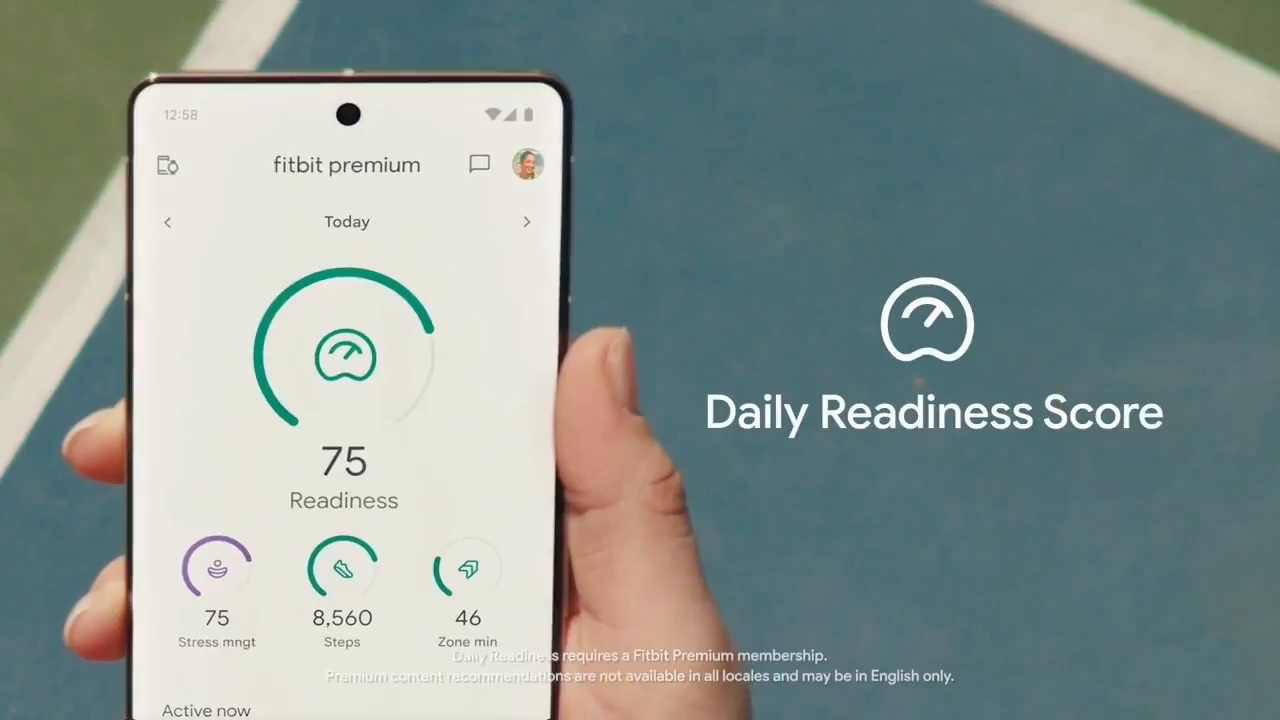 12:58
fitbit premium
Today
75
Readiness
75
8,560
46
Stress mngt
Steps
Zone min
Active now
Daily Readiness Score
Daily Readiness requires a Fitbit Premium membership.
Premium content recommendations are not available in all locales and may be in English only.